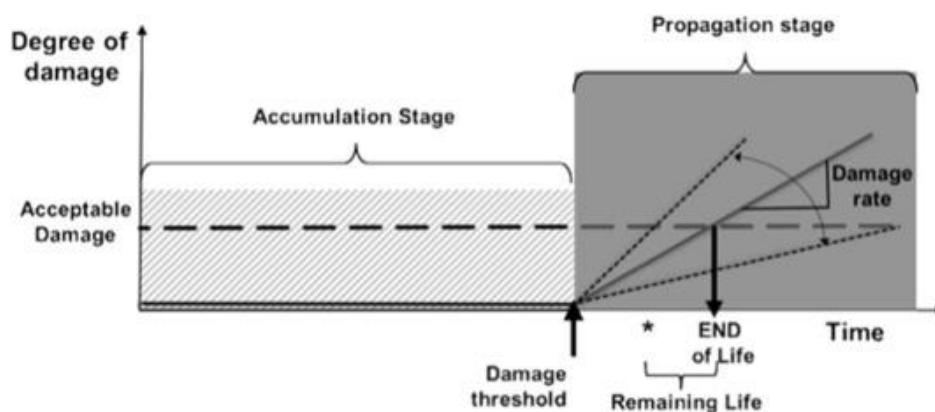 Propagation stage
Degree of
damage
Accumulation Stage
Acceptable
Damage
Damage
rate
*
END
of Life
Time
Damage
threshold
Remaining Life